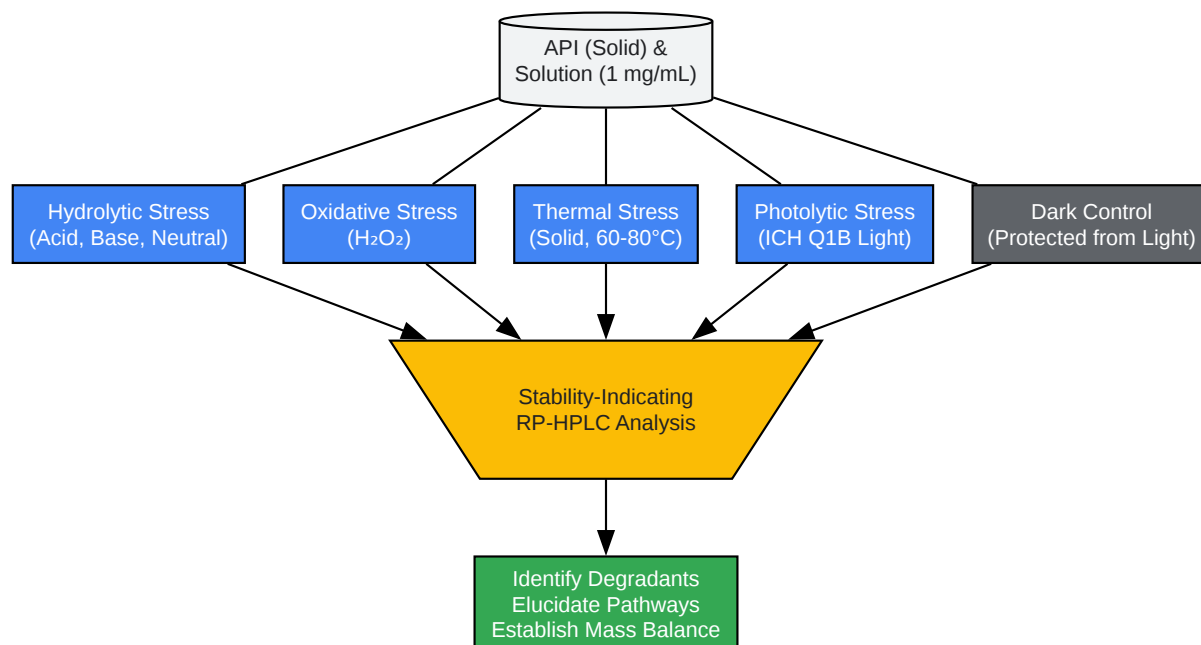 API (Solid) &
Solution (1 mg/mL)
Hydrolytic Stress
(Acid, Base, Neutral)
Oxidative Stress
(H₂O₂)
Thermal Stress
(Solid, 60-80°C)
Photolytic Stress
(ICH Q1B Light)
Dark Control
(Protected from Light)
Stability-Indicating
RP-HPLC Analysis
Identify Degradants
Elucidate Pathways
Establish Mass Balance